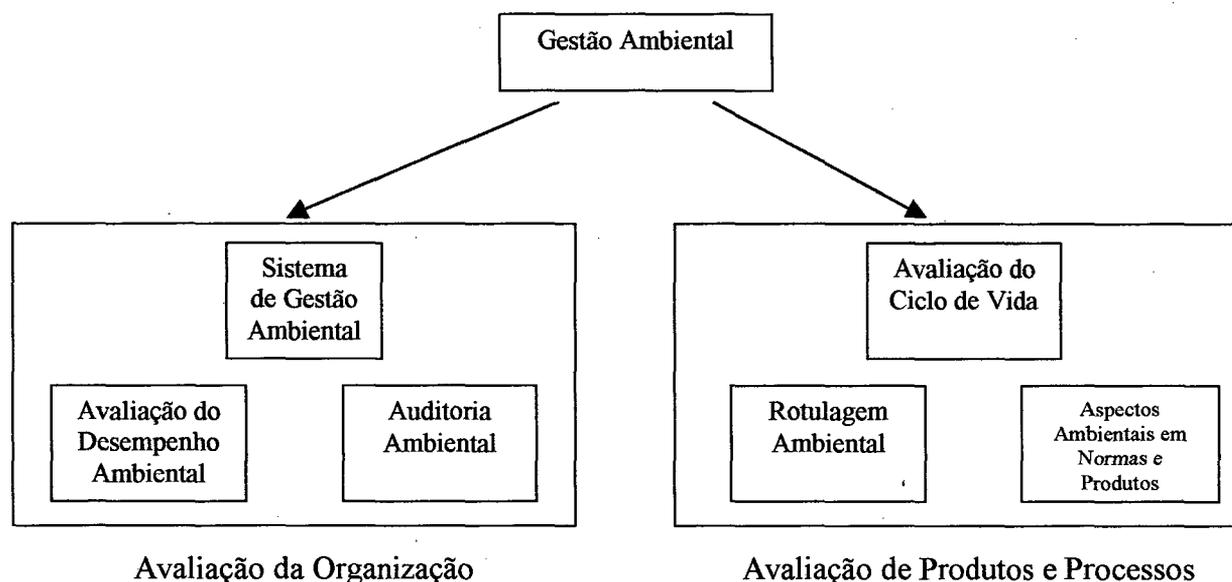 Gestão Ambiental
Sistema
de Gestão
Ambiental
Avaliação do
Desempenho
Ambiental
Auditoria
Ambiental
Avaliação da Organização
Avaliação do
Ciclo de Vida
Rotulagem
Ambiental
Aspectos
Ambientais em
Normas e
Produtos
Avaliação de Produtos e Processos